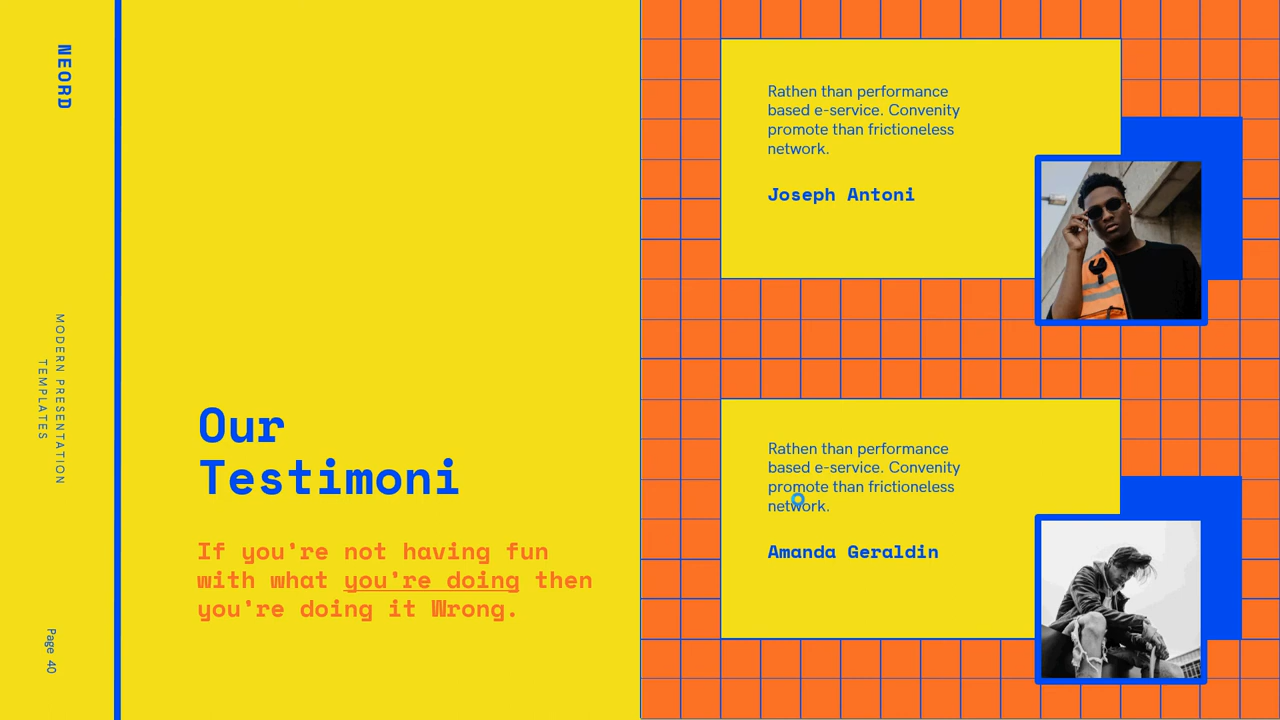 NEORD
MODERN PRESENTATION
TEMPLATES
Page 40
Our
Testimoni
If you're not having fun
with what you're doing then
you're doing it Wrong.
Rathen than performance
based e-service. Convenity
promote than frictioneless
network.
Joseph Antoni
Rathen than performance
based e-service. Convenity
promote than frictioneless
network.
Amanda Geraldin